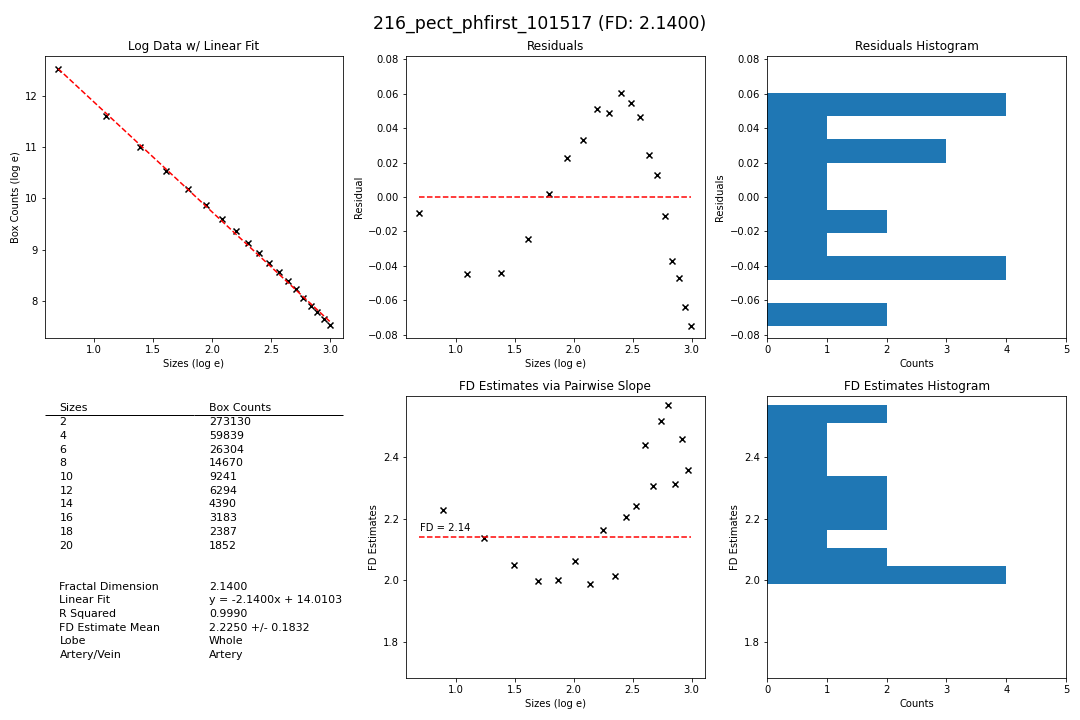 216_pect_phfirst_101517 (FD: 2.1400)
Log Data w/ Linear Fit
Box Counts (log e)
12
11
10
9
8
1.0 1.5 2.0 2.5 3.0
Sizes (log e)
Residuals
Residual
0.08
0.06
0.04
0.02
0.00
−0.02
−0.04
−0.06
−0.08
1.0 1.5 2.0 2.5 3.0
Sizes (log e)
Residuals Histogram
Residuals
0.08
0.06
0.04
0.02
0.00
−0.02
−0.04
−0.06
−0.08
0 1 2 3 4 5
Counts
Sizes Box Counts
2 273130
4 59839
6 26304
8 14670
10 9241
12 6294
14 4390
16 3183
18 2387
20 1852
Fractal Dimension 2.1400
Linear Fit y = -2.1400x + 14.0103
R Squared 0.9990
FD Estimate Mean 2.2250 +/- 0.1832
Lobe Whole
Artery/Vein Artery
FD Estimates via Pairwise Slope
FD Estimates
2.4
2.2
2.0
1.8
FD = 2.14
1.0 1.5 2.0 2.5 3.0
Sizes (log e)
FD Estimates Histogram
FD Estimates
2.4
2.2
2.0
1.8
0 1 2 3 4 5
Counts